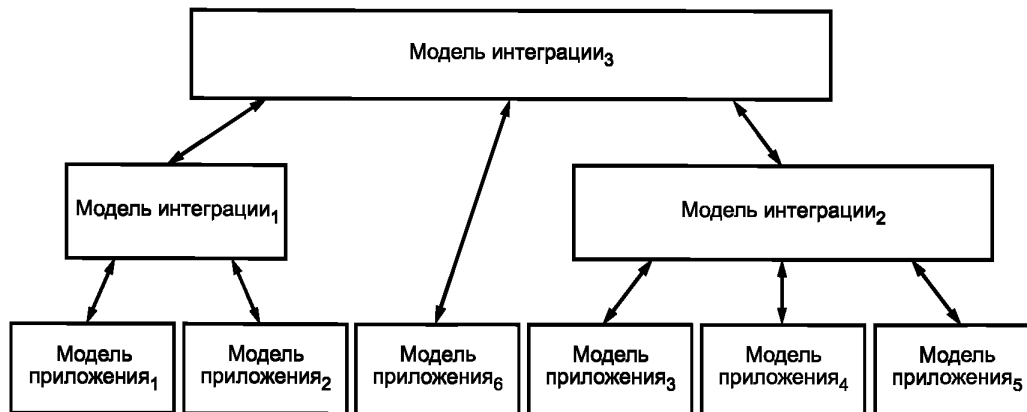 Модель интеграции₃
Модель интеграции₁
Модель интеграции₂
Модель
приложения₁
Модель
приложения₂
Модель
приложения₆
Модель
приложения₃
Модель
приложения₄
Модель
приложения₅